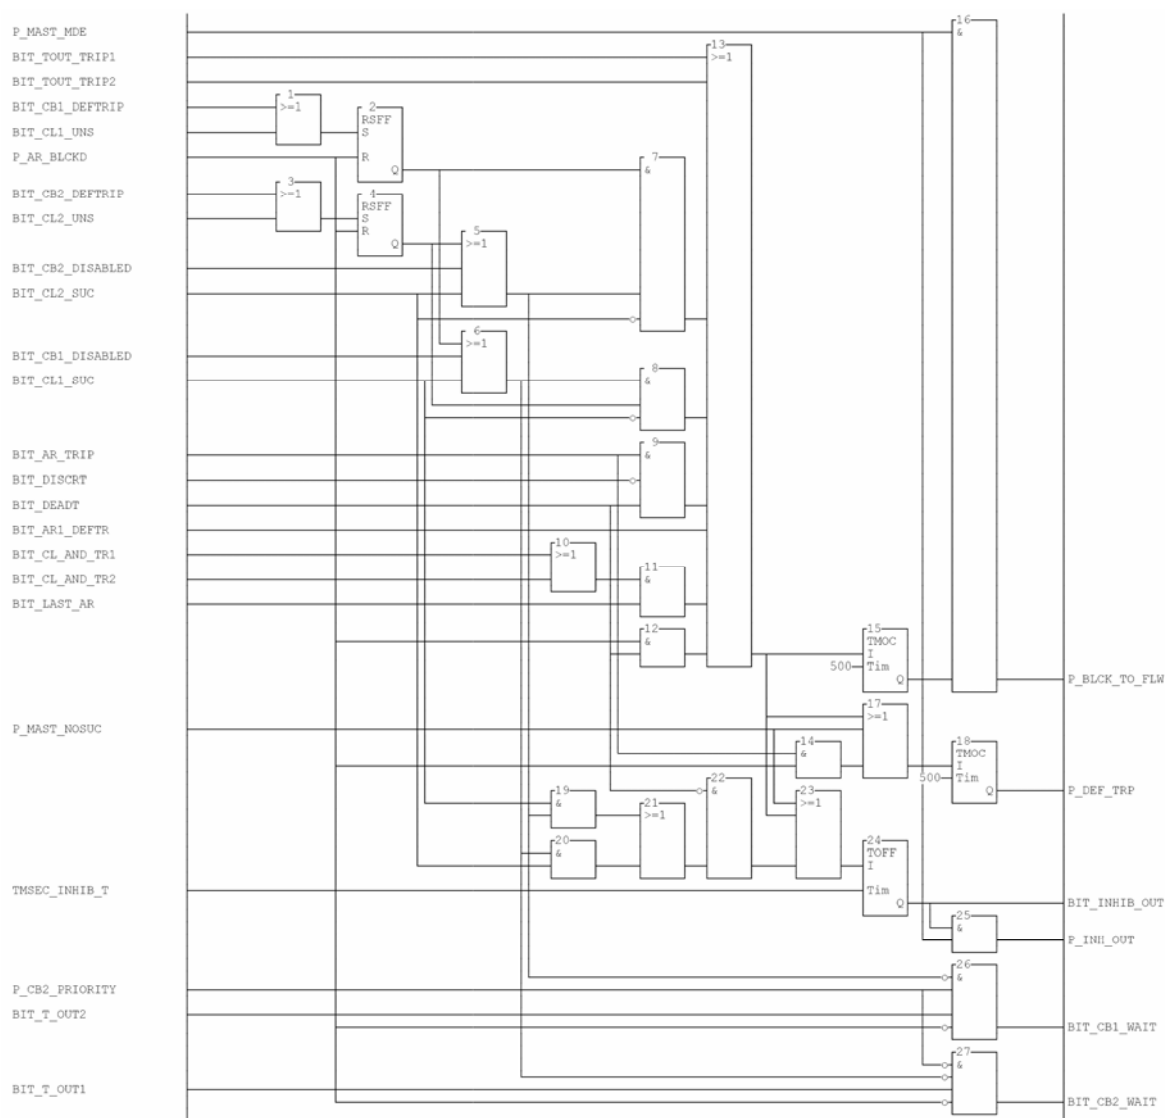 P_MAST_MDE
BIT_TOUT_TRIP1
BIT_TOUT_TRIP2
BIT_CB1_DEFTRIP
BIT_CL1_UNS
P_AR_BLCKD
BIT_CB2_DEFTRIP
BIT_CL2_UNS
BIT_CB2_DISABLED
BIT_CL2_SUC
BIT_CB1_DISABLED
BIT_CL1_SUC
BIT_AR_TRIP
BIT_DISCRT
BIT_DEADT
BIT_AR1_DEFTR
BIT_CL_AND_TR1
BIT_CL_AND_TR2
BIT_LAST_AR
P_MAST_NOSUC
TMSEC_INHIB_T
P_CB2_PRIORITY
BIT_T_OUT2
BIT_T_OUT1
1
>=1
2
RSFF
S
R
Q
3
>=1
4
RSFF
S
R
Q
5
>=1
6
>=1
7
&
8
&
9
&
10
>=1
11
&
12
&
13
>=1
14
&
15
TMOC
I
500
Tim
Q
16
&
17
>=1
18
TMOC
I
500
Tim
Q
19
&
20
&
21
>=1
22
&
23
>=1
24
TOFF
I
Tim
Q
25
&
26
&
27
&
P_BLCK_TO_FLW
P_DEF_TRP
BIT_INHIB_OUT
P_INH_OUT
BIT_CB1_WAIT
BIT_CB2_WAIT